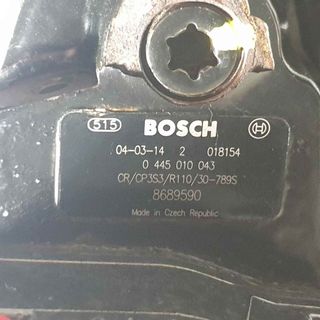 515 BOSCH
04-03-14 2 018154
0 445 010 043
CR/CP3S3/R110/30-789S
8689590
Made in Czech Republic